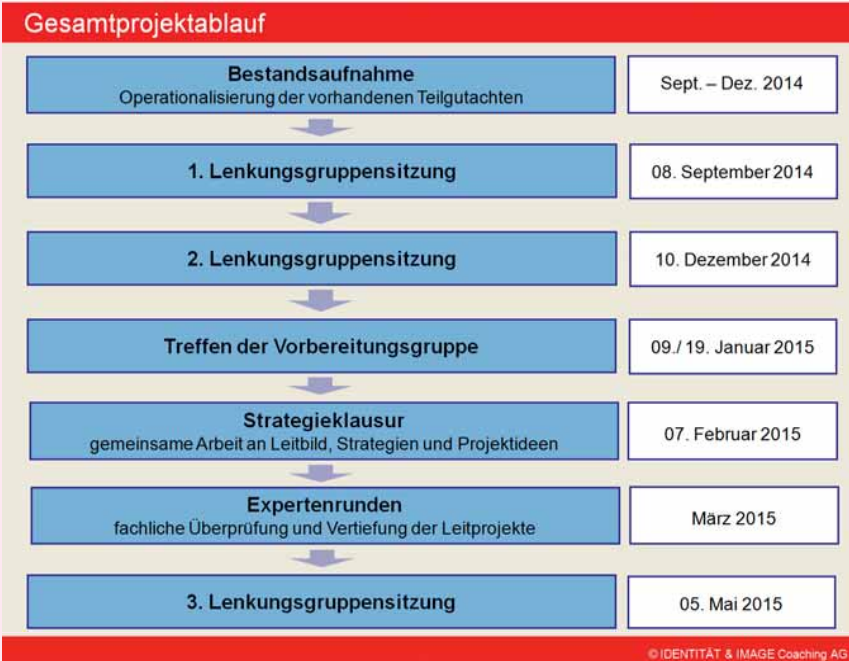 Gesamtprojektablauf
Bestandsaufnahme
Operationalisierung der vorhandenen Teilgutachten
Sept. – Dez. 2014
1. Lenkungsgruppensitzung
08. September 2014
2. Lenkungsgruppensitzung
10. Dezember 2014
Treffen der Vorbereitungsgruppe
09./ 19. Januar 2015
Strategieklausur
gemeinsame Arbeit an Leitbild, Strategien und Projektideen
07. Februar 2015
Expertenrunden
fachliche Überprüfung und Vertiefung der Leitprojekte
März 2015
3. Lenkungsgruppensitzung
05. Mai 2015
© IDENTITÄT & IMAGE Coaching AG